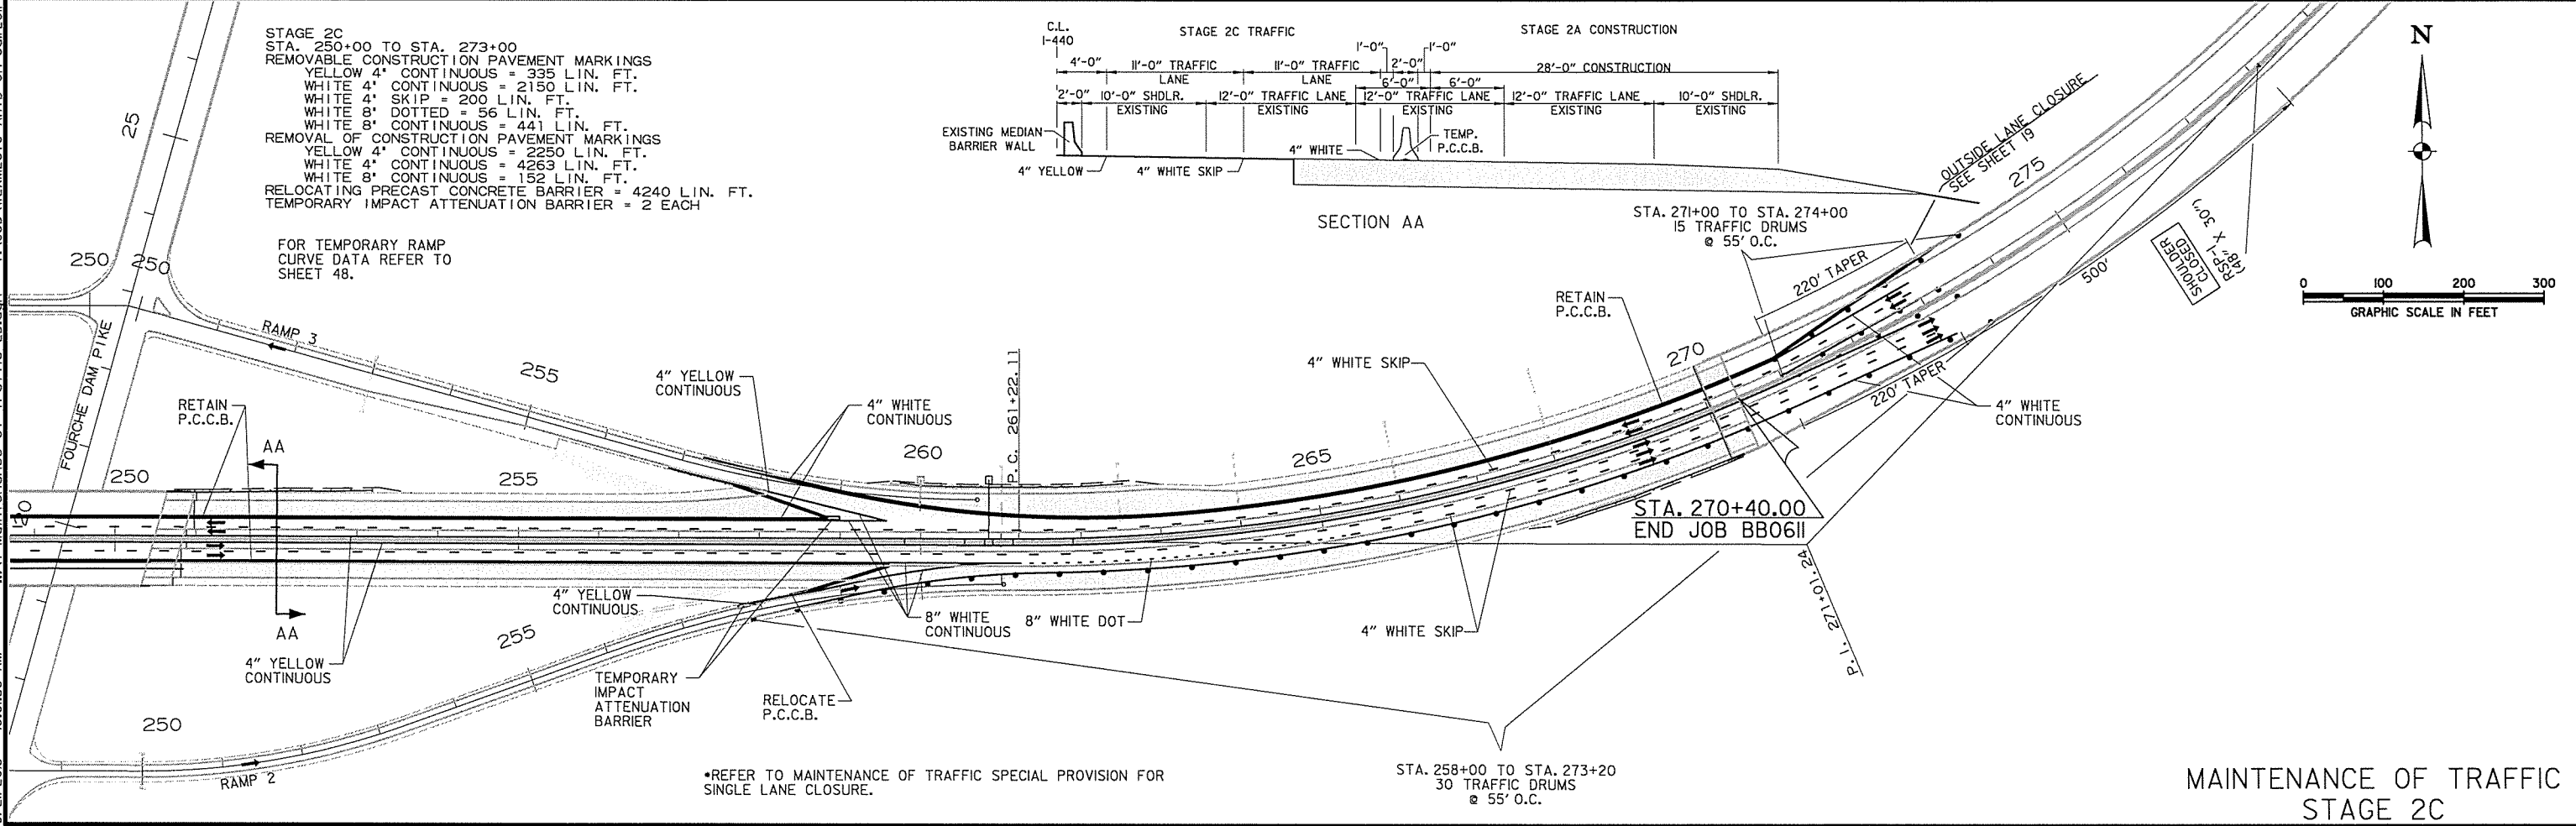 STAGE 2C
STA. 250+00 TO STA. 273+00
REMOVABLE CONSTRUCTION PAVEMENT MARKINGS
YELLOW 4" CONTINUOUS = 335 LIN. FT.
WHITE 4" CONTINUOUS = 2150 LIN. FT.
WHITE 4" SKIP = 200 LIN. FT.
WHITE 8" DOTTED = 56 LIN. FT.
WHITE 8" CONTINUOUS = 441 LIN. FT.
REMOVAL OF CONSTRUCTION PAVEMENT MARKINGS
YELLOW 4" CONTINUOUS = 2250 LIN. FT.
WHITE 4" CONTINUOUS = 4263 LIN. FT.
WHITE 8" CONTINUOUS = 152 LIN. FT.
RELOCATING PRECAST CONCRETE BARRIER = 4240 LIN. FT.
TEMPORARY IMPACT ATTENUATION BARRIER = 2 EACH
FOR TEMPORARY RAMP
CURVE DATA REFER TO
SHEET 48.
C.L.
I-440
STAGE 2C TRAFFIC
STAGE 2A CONSTRUCTION
4'-0"
11'-0" TRAFFIC
LANE
11'-0" TRAFFIC
LANE
1'-0"
2'-0"
1'-0"
28'-0" CONSTRUCTION
6'-0"
6'-0"
2'-0"
10'-0" SHDLR.
EXISTING
12'-0" TRAFFIC LANE
EXISTING
12'-0" TRAFFIC LANE
EXISTING
12'-0" TRAFFIC LANE
EXISTING
10'-0" SHDLR.
EXISTING
EXISTING MEDIAN
BARRIER WALL
4" WHITE
TEMP.
P.C.C.B.
4" YELLOW
4" WHITE SKIP
SECTION AA
OUTSIDE LANE CLOSURE
SEE SHEET 19
275
STA. 271+00 TO STA. 274+00
15 TRAFFIC DRUMS
@ 55' O.C.
220' TAPER
SHOULDER
CLOSED
RSP-1
(48" X 30")
500'
N
0 100 200 300
GRAPHIC SCALE IN FEET
25
250
250
RAMP 3
FOURCHE DAM PIKE
255
RETAIN
P.C.C.B.
AA
4" YELLOW
CONTINUOUS
4" WHITE
CONTINUOUS
260
P.C. 261+22.11
4" WHITE SKIP
265
RETAIN
P.C.C.B.
270
220' TAPER
4" WHITE
CONTINUOUS
250
255
20
STA. 270+40.00
END JOB BB0611
P.I. 271+01.24
AA
4" YELLOW
CONTINUOUS
4" YELLOW
CONTINUOUS
8" WHITE
CONTINUOUS
8" WHITE DOT
4" WHITE SKIP
255
TEMPORARY
IMPACT
ATTENUATION
BARRIER
RELOCATE
P.C.C.B.
250
RAMP 2
*REFER TO MAINTENANCE OF TRAFFIC SPECIAL PROVISION FOR
SINGLE LANE CLOSURE.
STA. 258+00 TO STA. 273+20
30 TRAFFIC DRUMS
@ 55' O.C.
MAINTENANCE OF TRAFFIC
STAGE 2C